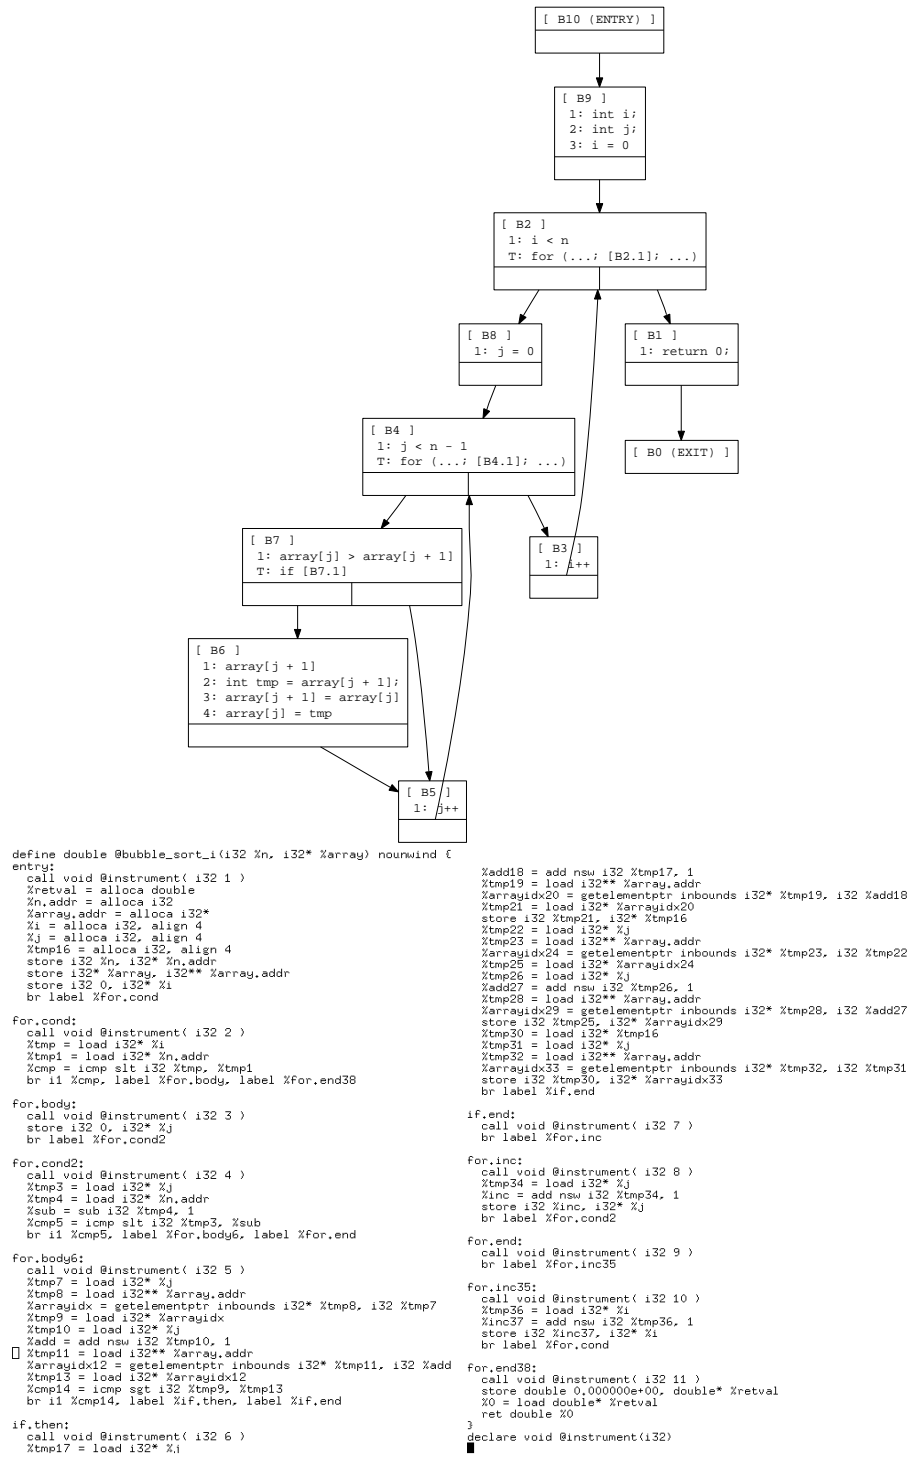 [ B10 (ENTRY) ]
[ B9 ]
1: int i;
2: int j;
3: i = 0
[ B2 ]
1: i < n
T: for (...; [B2.1]; ...)
[ B8 ]
1: j = 0
[ B1 ]
1: return 0;
[ B4 ]
1: j < n - 1
T: for (...; [B4.1]; ...)
[ B0 (EXIT) ]
[ B7 ]
1: array[j] > array[j + 1]
T: if [B7.1]
[ B3 ]
1: i++
[ B6 ]
1: array[j + 1]
2: int tmp = array[j + 1];
3: array[j + 1] = array[j]
4: array[j] = tmp
[ B5 ]
1: j++
define double @bubble_sort_i(i32 %n, i32* %array) nounwind {
entry:
call void @instrument( i32 1 )
%retval = alloca double
%n.addr = alloca i32
%array.addr = alloca i32*
%i = alloca i32, align 4
%j = alloca i32, align 4
%tmp16 = alloca i32, align 4
store i32 %n, i32* %n.addr
store i32* %array, i32** %array.addr
store i32 0, i32* %i
br label %for.cond
for.cond:
call void @instrument( i32 2 )
%tmp = load i32* %i
%tmp1 = load i32* %n.addr
%cmp = icmp slt i32 %tmp, %tmp1
br i1 %cmp, label %for.body, label %for.end38
for.body:
call void @instrument( i32 3 )
store i32 0, i32* %j
br label %for.cond2
for.cond2:
call void @instrument( i32 4 )
%tmp3 = load i32* %j
%tmp4 = load i32* %n.addr
%sub = sub i32 %tmp4, 1
%cmp5 = icmp slt i32 %tmp3, %sub
br i1 %cmp5, label %for.body6, label %for.end
for.body6:
call void @instrument( i32 5 )
%tmp7 = load i32* %j
%tmp8 = load i32** %array.addr
%arrayidx = getelementptr inbounds i32* %tmp8, i32 %tmp7
%tmp9 = load i32* %arrayidx
%tmp10 = load i32* %j
%add = add nsw i32 %tmp10, 1
%tmp11 = load i32** %array.addr
%arrayidx12 = getelementptr inbounds i32* %tmp11, i32 %add
%tmp13 = load i32* %arrayidx12
%cmp14 = icmp sgt i32 %tmp9, %tmp13
br i1 %cmp14, label %if.then, label %if.end
if.then:
call void @instrument( i32 6 )
%tmp17 = load i32* %j
%add18 = add nsw i32 %tmp17, 1
%tmp19 = load i32** %array.addr
%arrayidx20 = getelementptr inbounds i32* %tmp19, i32 %add18
%tmp21 = load i32* %arrayidx20
store i32 %tmp21, i32* %tmp16
%tmp22 = load i32* %j
%tmp23 = load i32** %array.addr
%arrayidx24 = getelementptr inbounds i32* %tmp23, i32 %tmp22
%tmp25 = load i32* %arrayidx24
%tmp26 = load i32* %j
%add27 = add nsw i32 %tmp26, 1
%tmp28 = load i32** %array.addr
%arrayidx29 = getelementptr inbounds i32* %tmp28, i32 %add27
store i32 %tmp25, i32* %arrayidx29
%tmp30 = load i32* %tmp16
%tmp31 = load i32* %j
%tmp32 = load i32** %array.addr
%arrayidx33 = getelementptr inbounds i32* %tmp32, i32 %tmp31
store i32 %tmp30, i32* %arrayidx33
br label %if.end
if.end:
call void @instrument( i32 7 )
br label %for.inc
for.inc:
call void @instrument( i32 8 )
%tmp34 = load i32* %j
%inc = add nsw i32 %tmp34, 1
store i32 %inc, i32* %j
br label %for.cond2
for.end:
call void @instrument( i32 9 )
br label %for.inc35
for.inc35:
call void @instrument( i32 10 )
%tmp36 = load i32* %i
%inc37 = add nsw i32 %tmp36, 1
store i32 %inc37, i32* %i
br label %for.cond
for.end38:
call void @instrument( i32 11 )
store double 0.000000e+00, double* %retval
%0 = load double* %retval
ret double %0
}
declare void @instrument(i32)